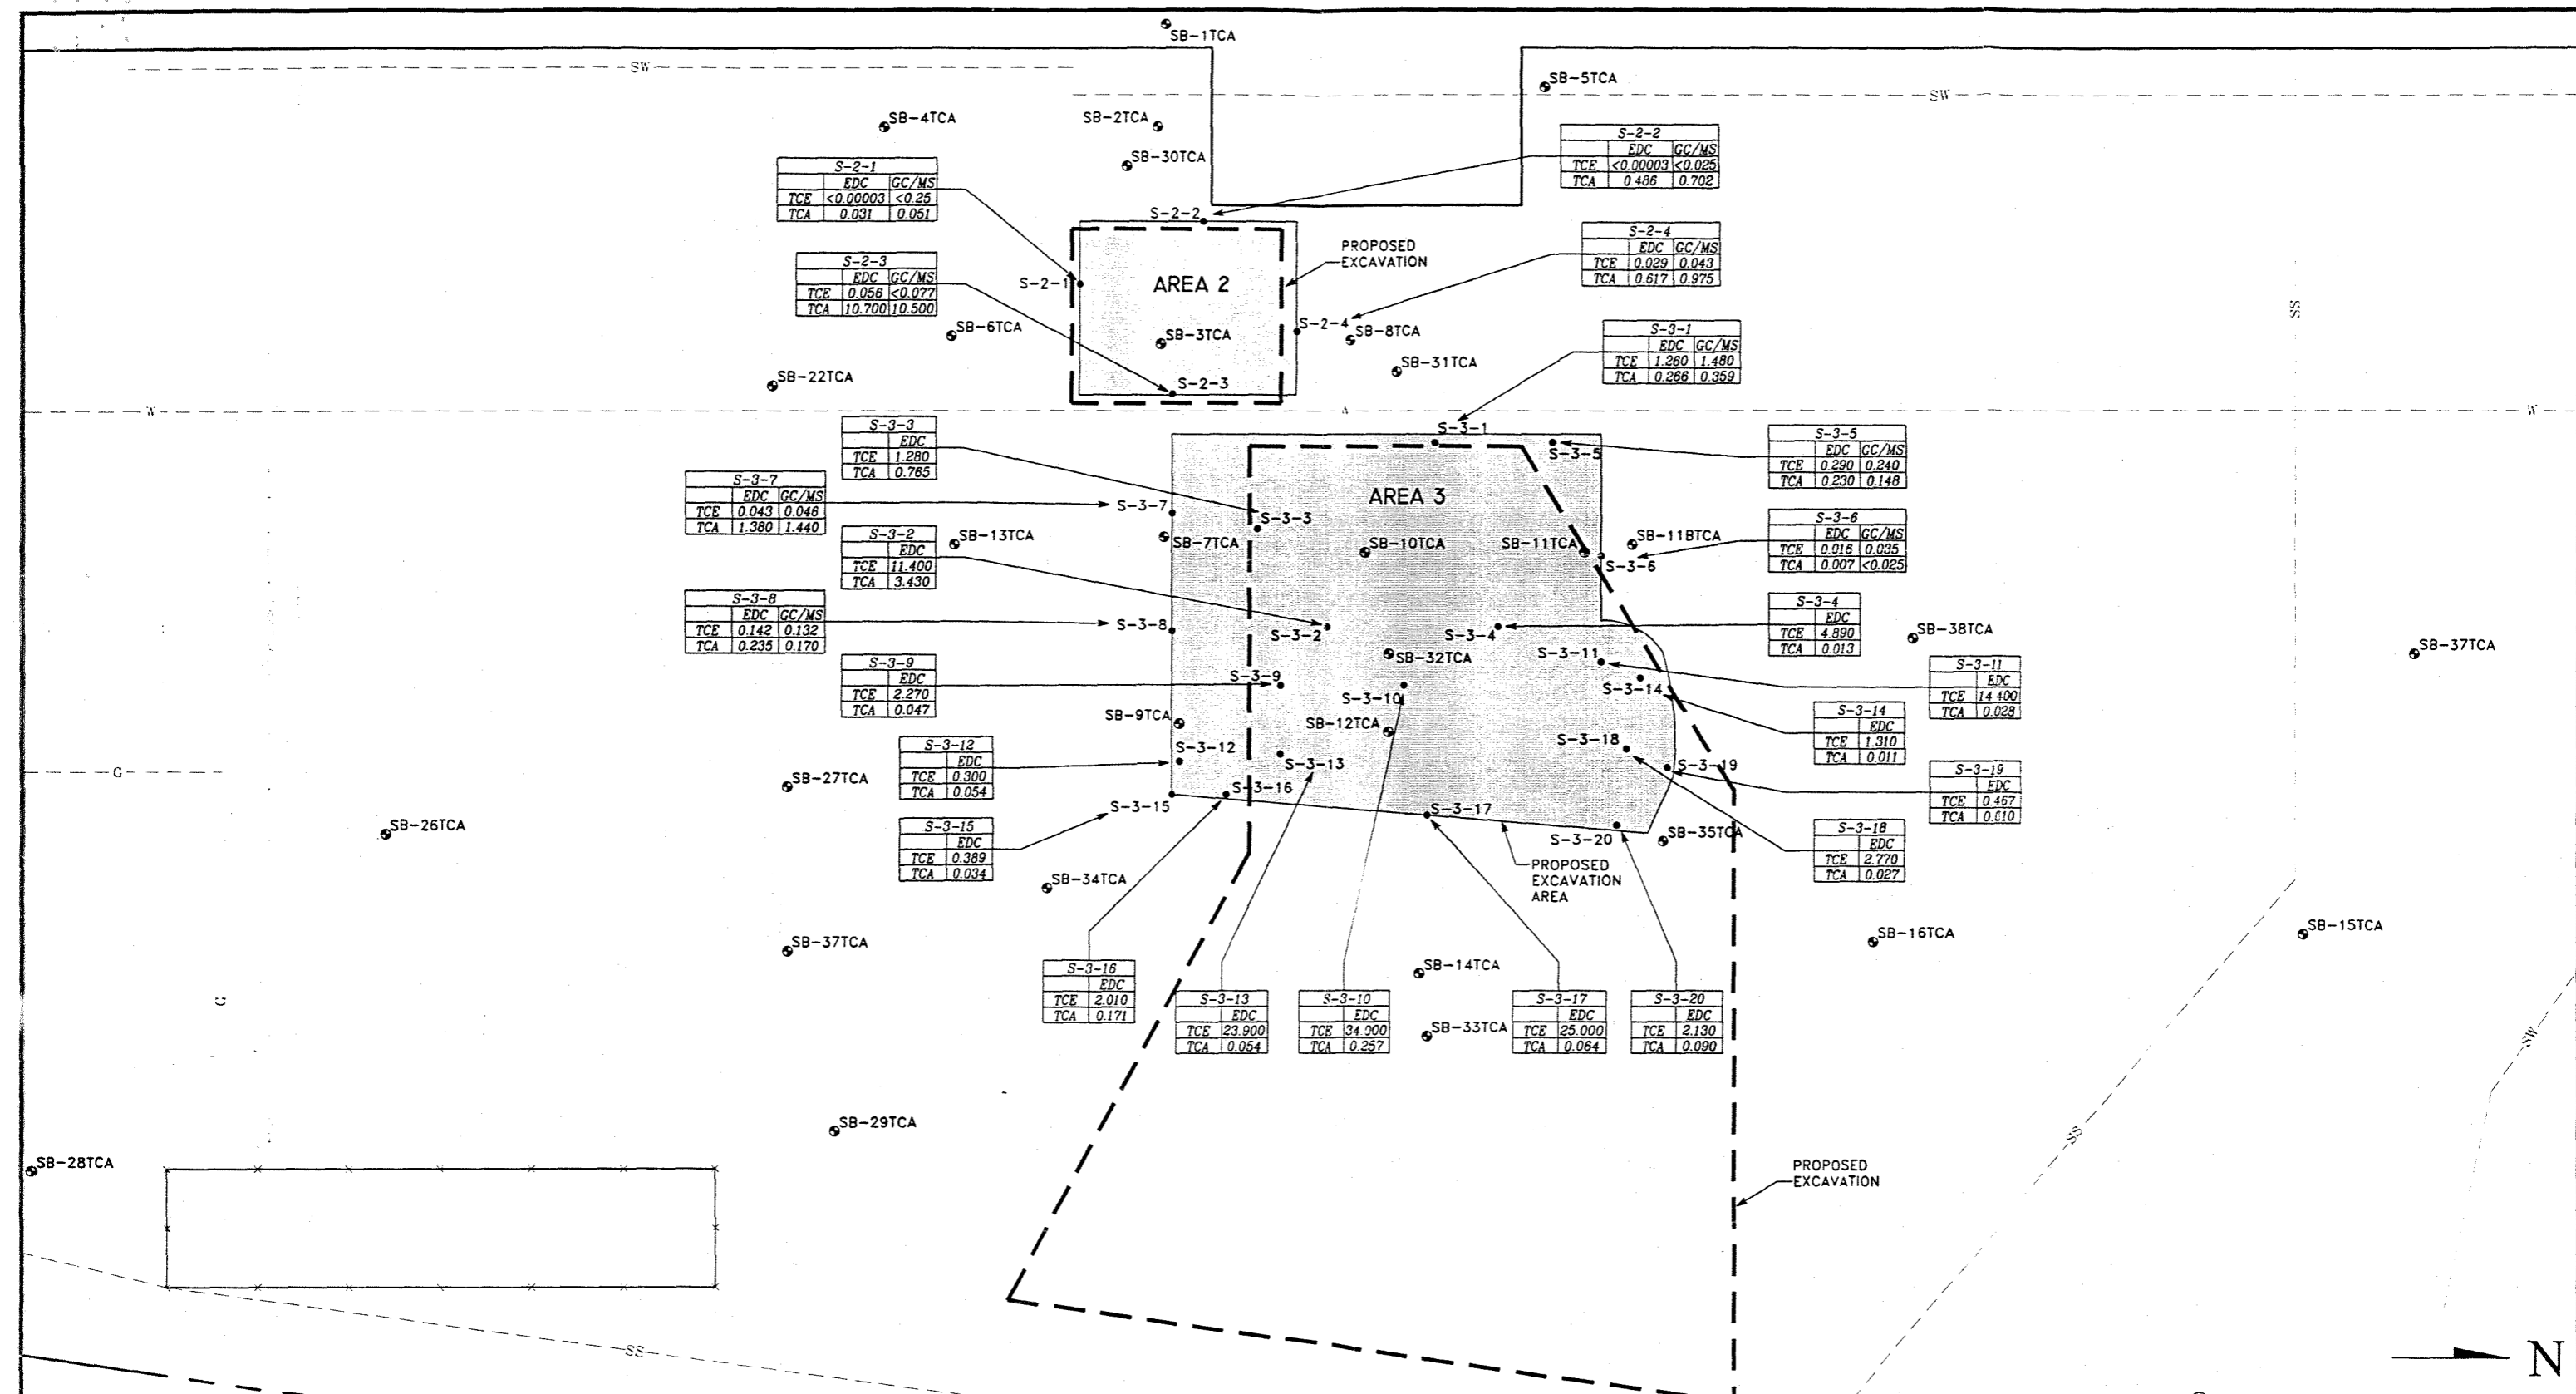 SB-1TCA
SW
SB-5TCA
SW
SB-4TCA
SB-2TCA
SB-30TCA
S-2-2
EDC GC/MS
TCE <0.00003 <0.025
TCA 0.486 0.702
S-2-1
EDC GC/MS
TCE <0.00003 <0.25
TCA 0.031 0.051
S-2-2
S-2-4
EDC GC/MS
TCE 0.029 0.043
TCA 0.617 0.975
PROPOSED
EXCAVATION
S-2-3
EDC GC/MS
TCE 0.056 <0.077
TCA 10.700 10.500
S-2-1
AREA 2
SS
SB-6TCA
SB-3TCA
S-2-4
SB-8TCA
S-3-1
EDC GC/MS
TCE 1.260 1.480
TCA 0.266 0.359
SB-22TCA
S-2-3
SB-31TCA
W
W
W
S-3-3
EDC
TCE 1.280
TCA 0.765
S-3-1
S-3-5
S-3-5
EDC GC/MS
TCE 0.290 0.240
TCA 0.230 0.148
S-3-7
EDC GC/MS
TCE 0.043 0.046
TCA 1.380 1.440
AREA 3
S-3-7
S-3-3
S-3-6
EDC GC/MS
TCE 0.016 0.035
TCA 0.007 <0.025
S-3-2
EDC
TCE 11.400
TCA 3.430
SB-13TCA
SB-7TCA
SB-10TCA
SB-11TCA
SB-11BTCA
S-3-6
S-3-8
EDC GC/MS
TCE 0.142 0.132
TCA 0.235 0.170
S-3-8
S-3-2
S-3-4
S-3-4
EDC
TCE 4.890
TCA 0.013
SB-38TCA
SB-37TCA
S-3-9
EDC
TCE 2.270
TCA 0.047
SB-32TCA
S-3-11
S-3-11
EDC
TCE 14.400
TCA 0.028
S-3-9
S-3-10
S-3-14
S-3-14
EDC
TCE 1.310
TCA 0.011
SB-9TCA
SB-12TCA
S-3-12
EDC
TCE 0.300
TCA 0.054
S-3-12
S-3-13
S-3-18
S-3-19
S-3-19
EDC
TCE 0.467
TCA 0.010
G
SB-27TCA
S-3-15
S-3-16
S-3-17
SB-26TCA
S-3-15
EDC
TCE 0.389
TCA 0.034
S-3-20
SB-35TCA
S-3-18
EDC
TCE 2.770
TCA 0.027
PROPOSED
EXCAVATION
AREA
SB-34TCA
SB-37TCA
SB-16TCA
SB-15TCA
SB-14TCA
G
S-3-16
EDC
TCE 2.010
TCA 0.171
S-3-13
EDC
TCE 23.900
TCA 0.054
S-3-10
EDC
TCE 34.000
TCA 0.257
SB-33TCA
S-3-17
EDC
TCE 25.000
TCA 0.064
S-3-20
EDC
TCE 2.130
TCA 0.090
SW
SB-29TCA
SS
SB-28TCA
PROPOSED
EXCAVATION
SS
N